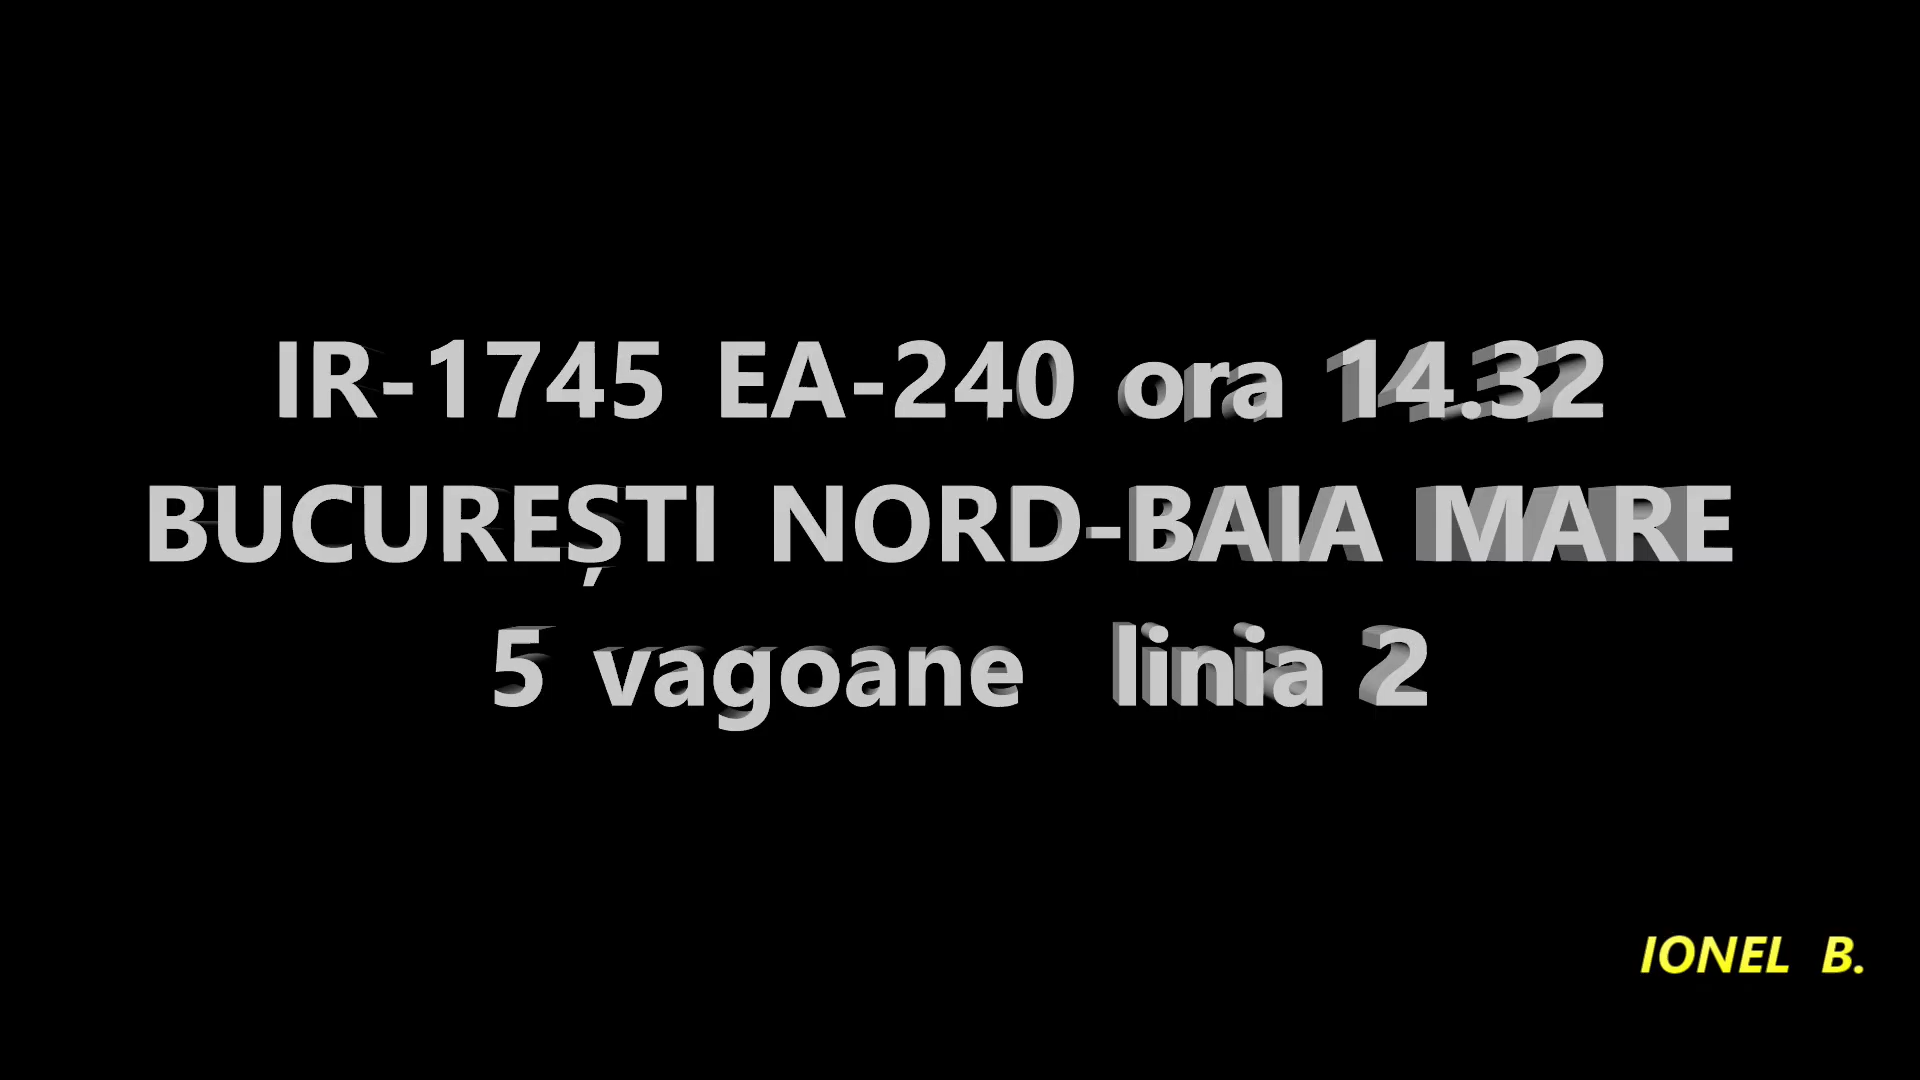 IR-1745 EA-240 ora 14.32
BUCUREȘTI NORD-BAIA MARE
5 vagoane linia 2
IONEL B.